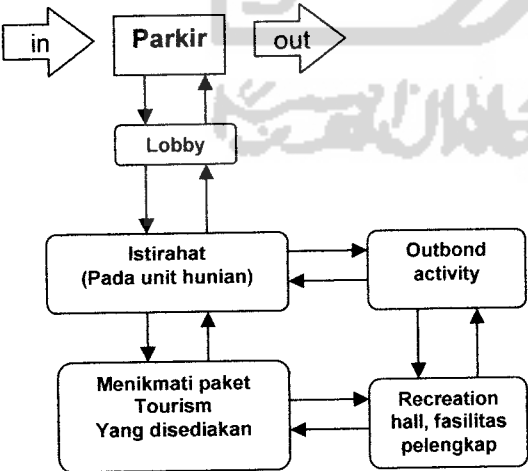 in
Parkir
out
Lobby
Istirahat
(Pada unit hunian)
Outbond
activity
Menikmati paket
Tourism
Yang disediakan
Recreation
hall, fasilitas
pelengkap